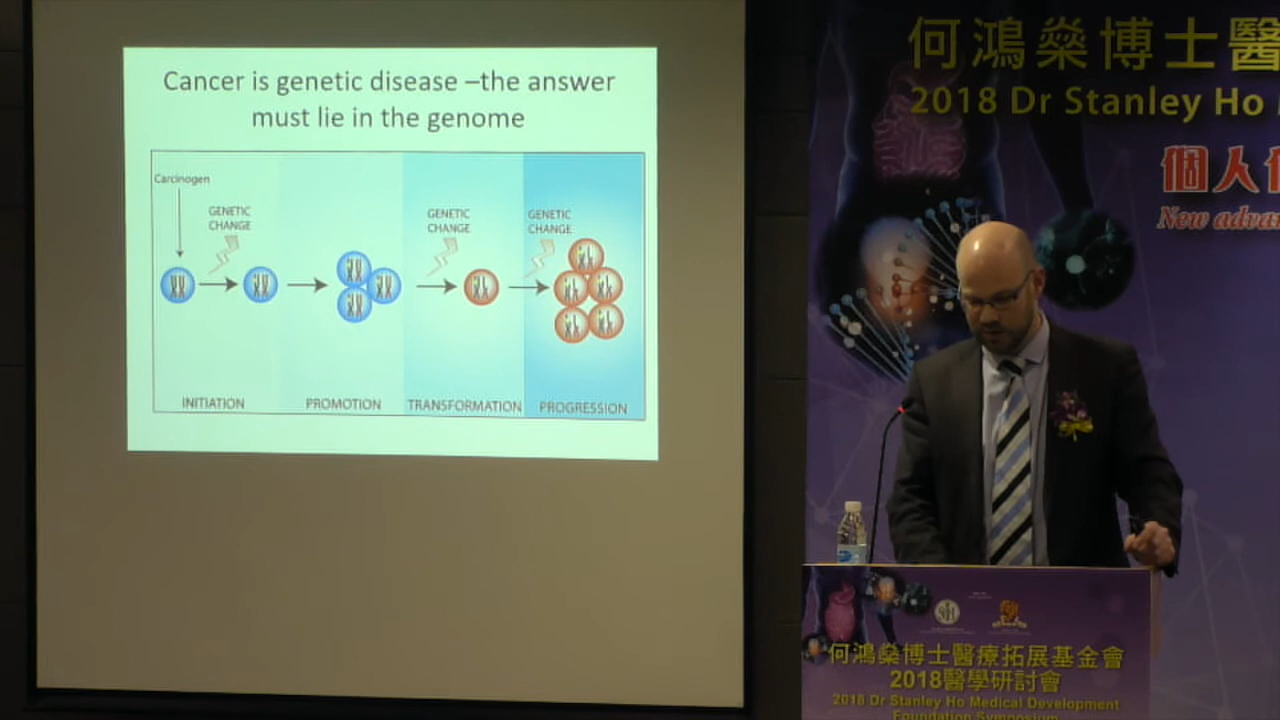 Cancer is genetic disease –the answer
must lie in the genome
Carcinogen
GENETIC
CHANGE
GENETIC
CHANGE
GENETIC
CHANGE
INITIATION
PROMOTION
TRANSFORMATION
PROGRESSION
何鴻燊博士醫
2018 Dr Stanley Ho
個人
New adva
何鴻燊博士醫療拓展基金會
2018醫學研討會
2018 Dr Stanley Ho Medical Development
Foundation Symposium